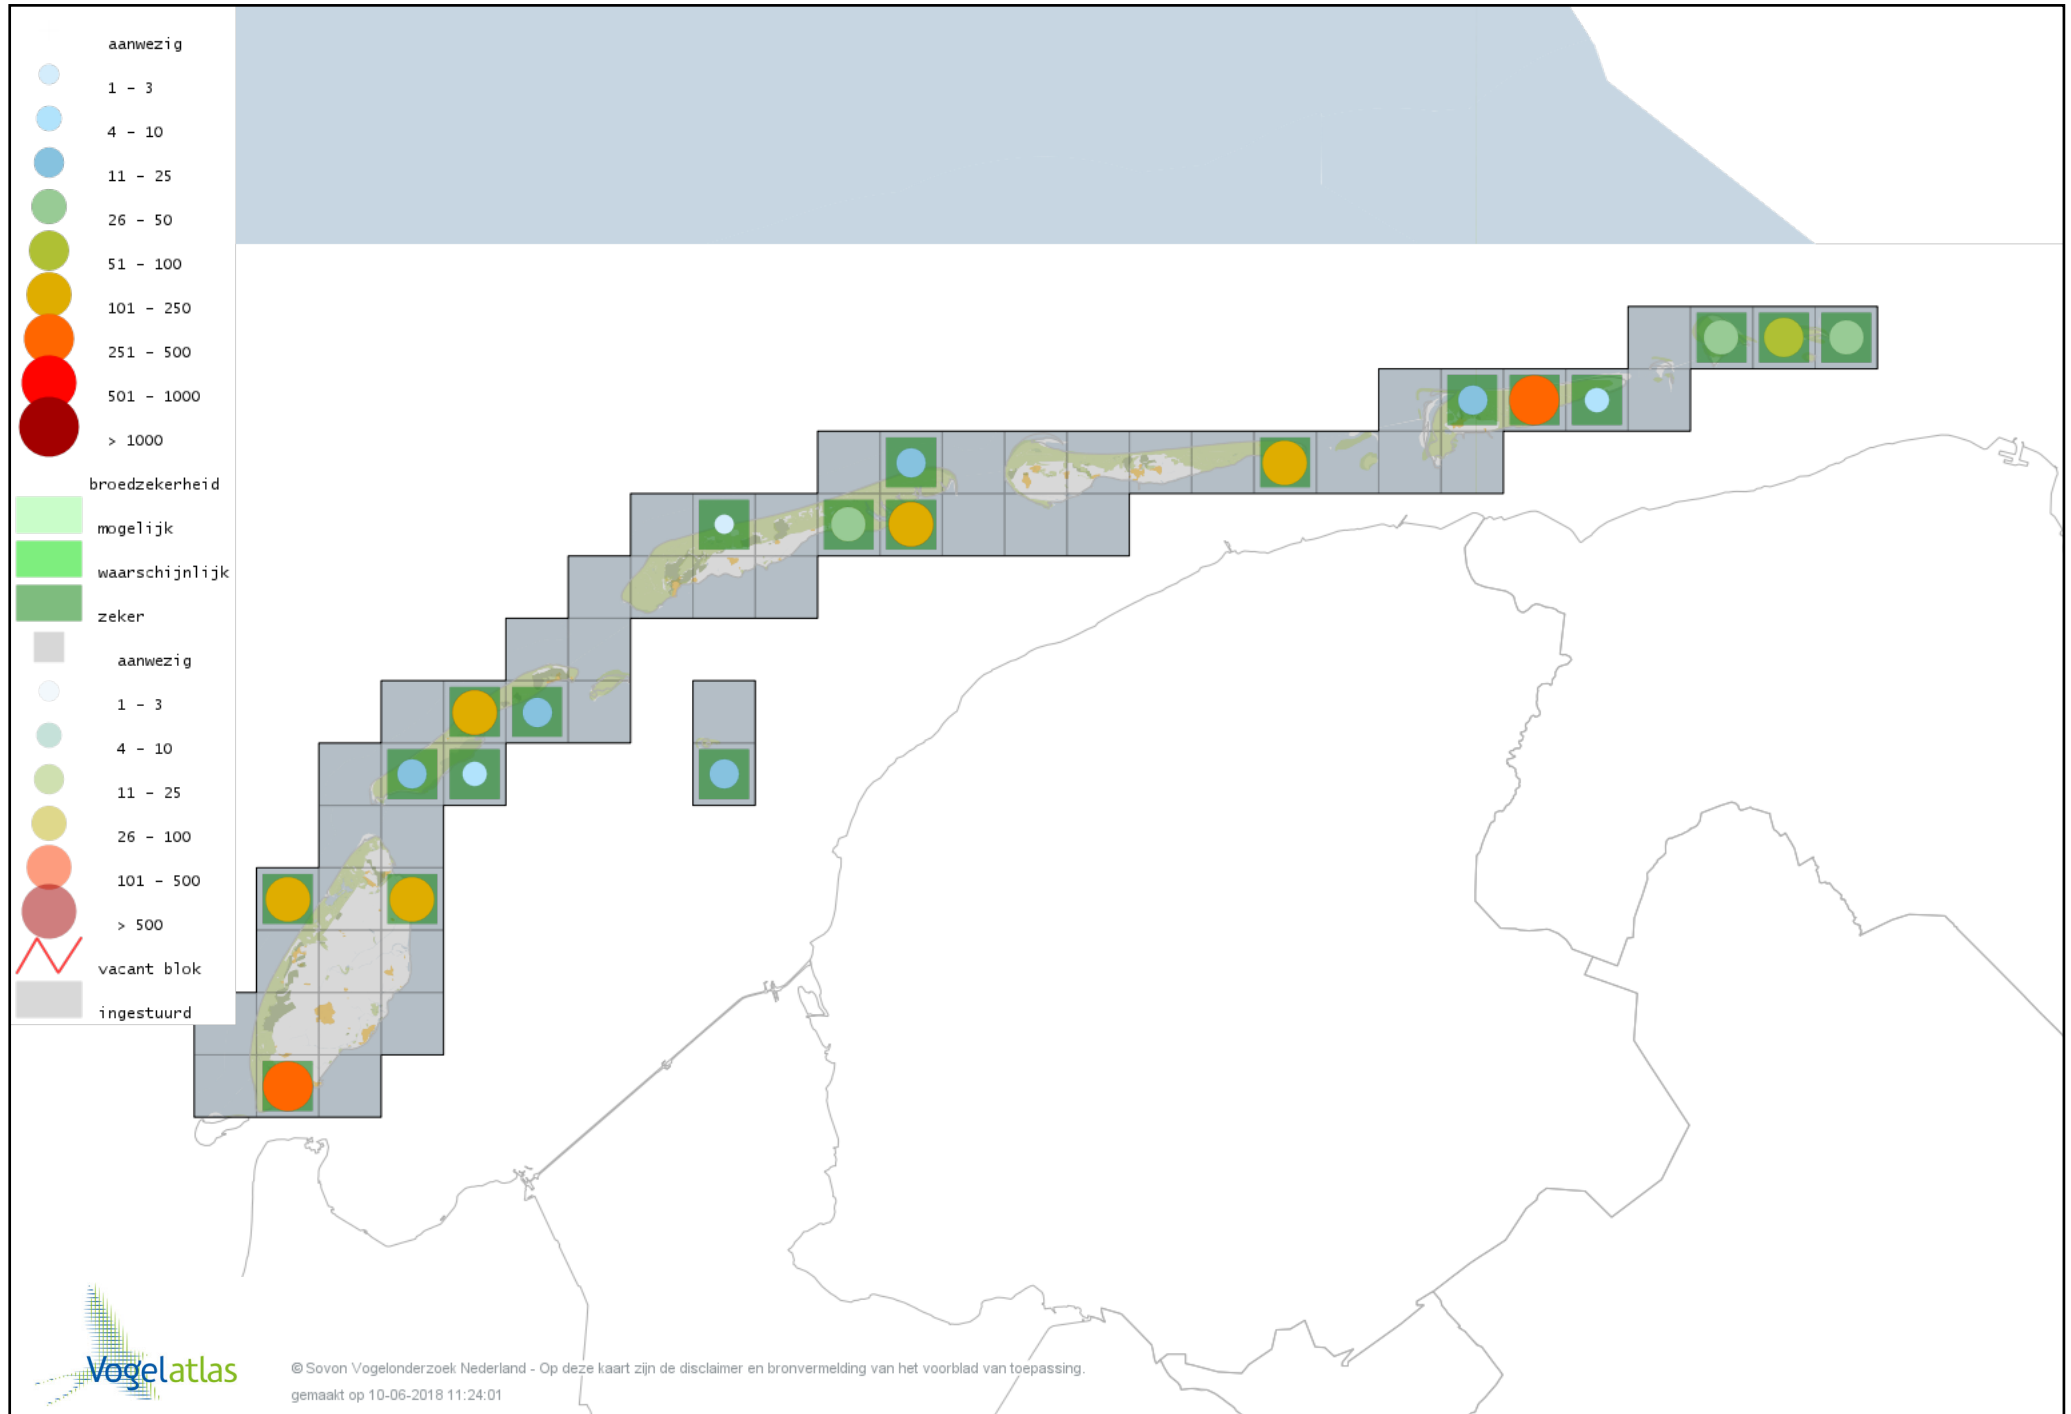 aanwezig
1 - 3
4 - 10
11 - 25
26 - 50
51 - 100
101 - 250
251 - 500
501 - 1000
> 1000
broedzekerheid
mogelijk
waarschijnlijk
zeker
aanwezig
1 - 3
4 - 10
11 - 25
26 - 100
101 - 500
> 500
vacant blok
ingestuurd
Vogelatlas
© Sovon Vogelonderzoek Nederland - Op deze kaart zijn de disclaimer en bronvermelding van het voorblad van toepassing.
gemaakt op 10-06-2018 11:24:01